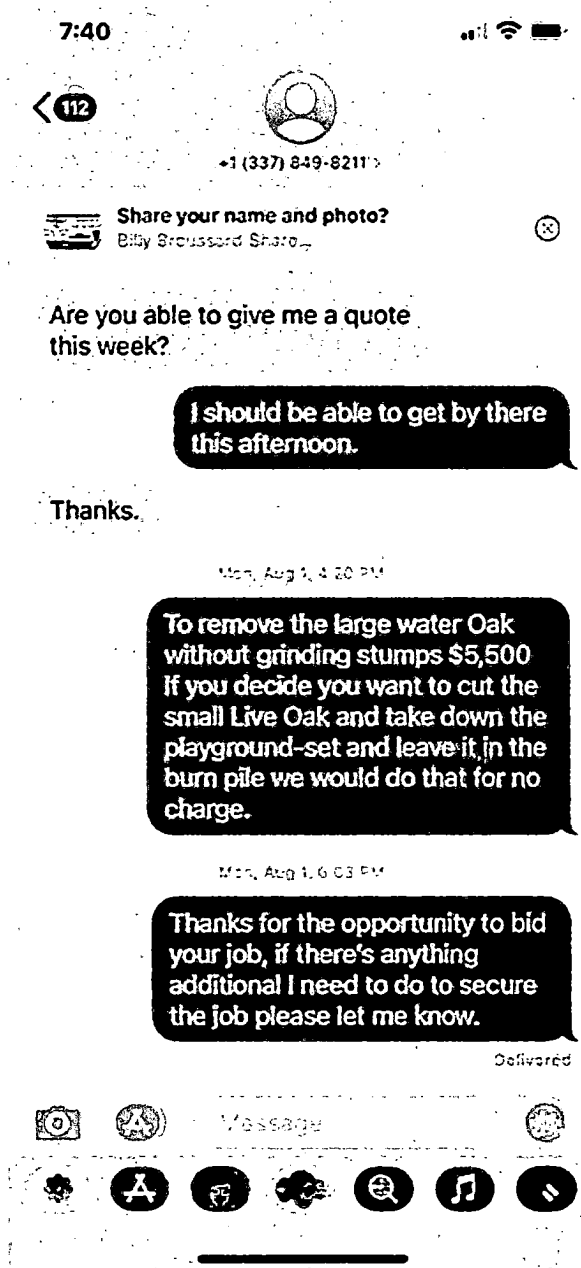 7:40
112
+1 (337) 849-8211
Share your name and photo?
Billy Broussard Share...
Are you able to give me a quote
this week?
I should be able to get by there
this afternoon.
Thanks.
Mon, Aug 1, 4:20 PM
To remove the large water Oak
without grinding stumps $5,500
If you decide you want to cut the
small Live Oak and take down the
playground-set and leave it in the
burn pile we would do that for no
charge.
Mon, Aug 1, 6:03 PM
Thanks for the opportunity to bid
your job, if there's anything
additional I need to do to secure
the job please let me know.
Delivered
Message